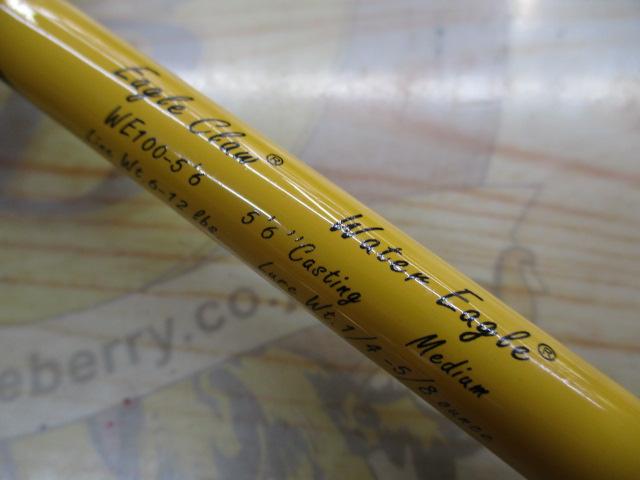 Eagle Claw® Water Eagle®
WE100-5'6 5'6" Casting Medium
Line Wt 6-12 lbs Lure Wt. 1/4-5/8 ounce
eberry.co.